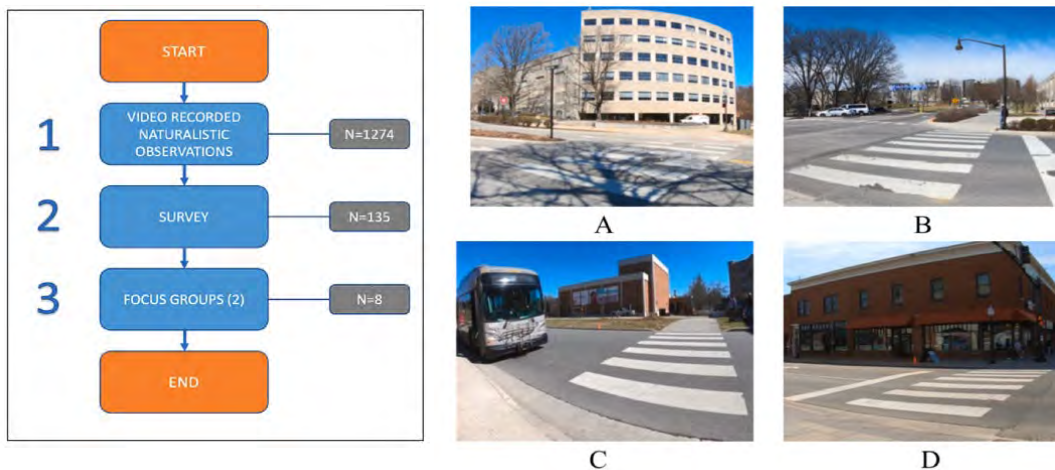 START
1
VIDEO RECORDED
NATURALISTIC
OBSERVATIONS
N=1274
2
SURVEY
N=135
3
FOCUS GROUPS (2)
N=8
END
A
B
C
D